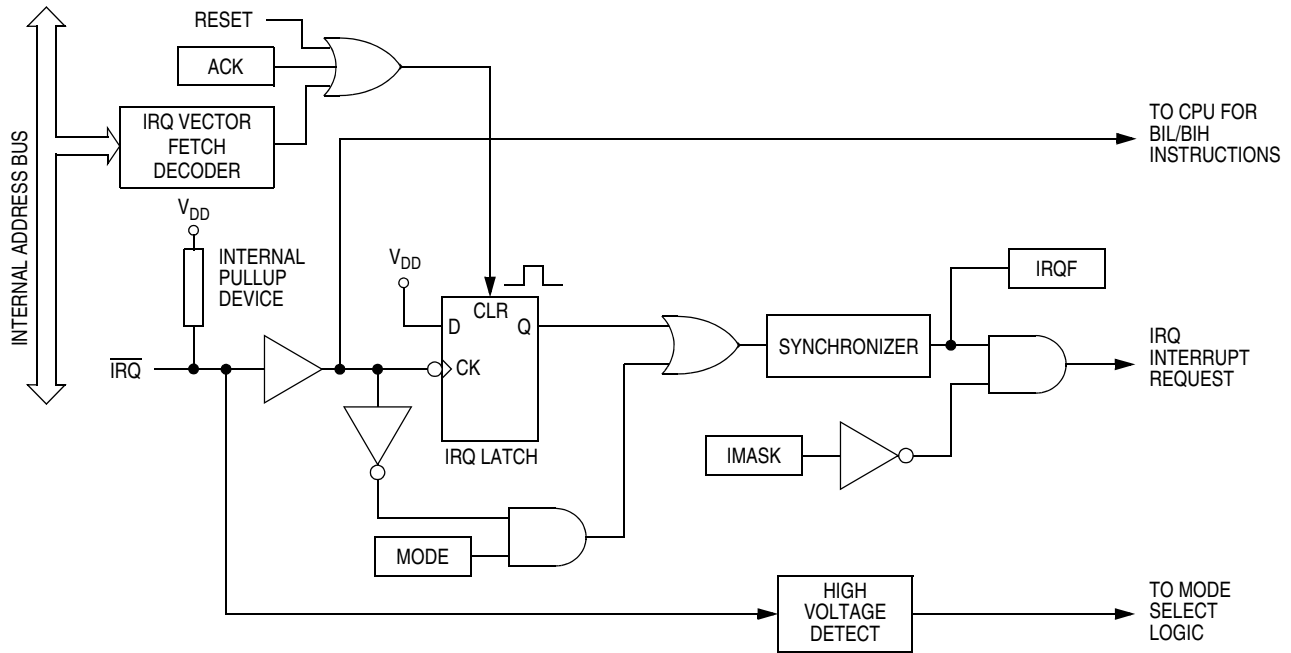 RESET
ACK
INTERNAL ADDRESS BUS
IRQ VECTOR
FETCH
DECODER
TO CPU FOR
BIL/BIH
INSTRUCTIONS
VDD
INTERNAL
PULLUP
DEVICE
VDD
CLR
D
Q
CK
IRQ LATCH
IRQ
SYNCHRONIZER
IRQF
IRQ
INTERRUPT
REQUEST
IMASK
MODE
HIGH
VOLTAGE
DETECT
TO MODE
SELECT
LOGIC